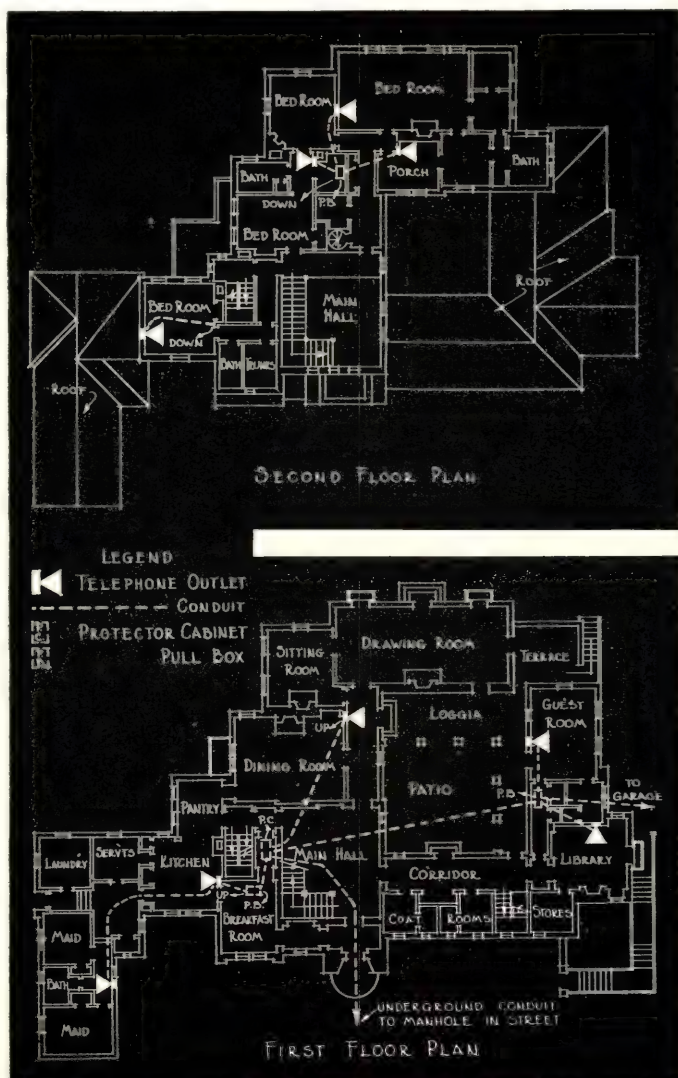 BED ROOM
BED ROOM
BATH
PORCH
BATH
DOWN
P.B.
BED ROOM
ROOF
BED ROOM
MAIN
HALL
DOWN
BATH
TRUNKS
ROOF
SECOND FLOOR PLAN
LEGEND
TELEPHONE OUTLET
CONDUIT
PROTECTOR CABINET
PULL BOX
DRAWING ROOM
SITTING
ROOM
TERRACE
GUEST
ROOM
LOGGIA
UP
DINING ROOM
TO
GARAGE
P.B.
PATIO
PANTRY
P.C.
MAIN HALL
LAUNDRY
SERVTS
KITCHEN
LIBRARY
CORRIDOR
UP
P.B.
BREAKFAST
ROOM
COAT
ROOMS
STORES
MAID
BATH
MAID
UNDERGROUND CONDUIT
TO MANHOLE IN STREET
FIRST FLOOR PLAN